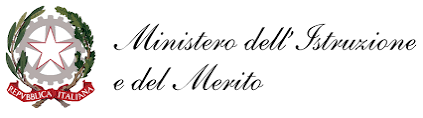 Ministero dell'Istruzione
e del Merito
REPVBBLICA ITALIANA